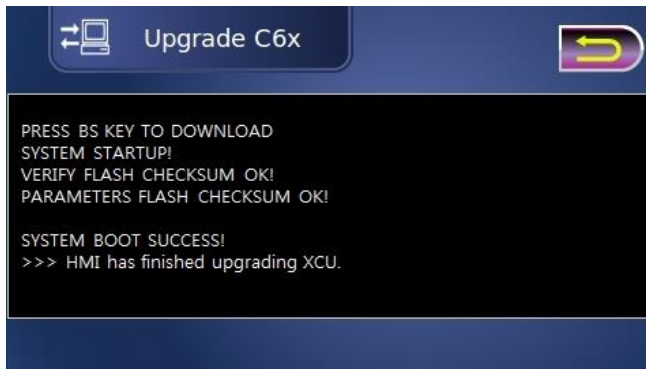 Upgrade C6x
PRESS BS KEY TO DOWNLOAD
SYSTEM STARTUP!
VERIFY FLASH CHECKSUM OK!
PARAMETERS FLASH CHECKSUM OK!
SYSTEM BOOT SUCCESS!
>>> HMI has finished upgrading XCU.